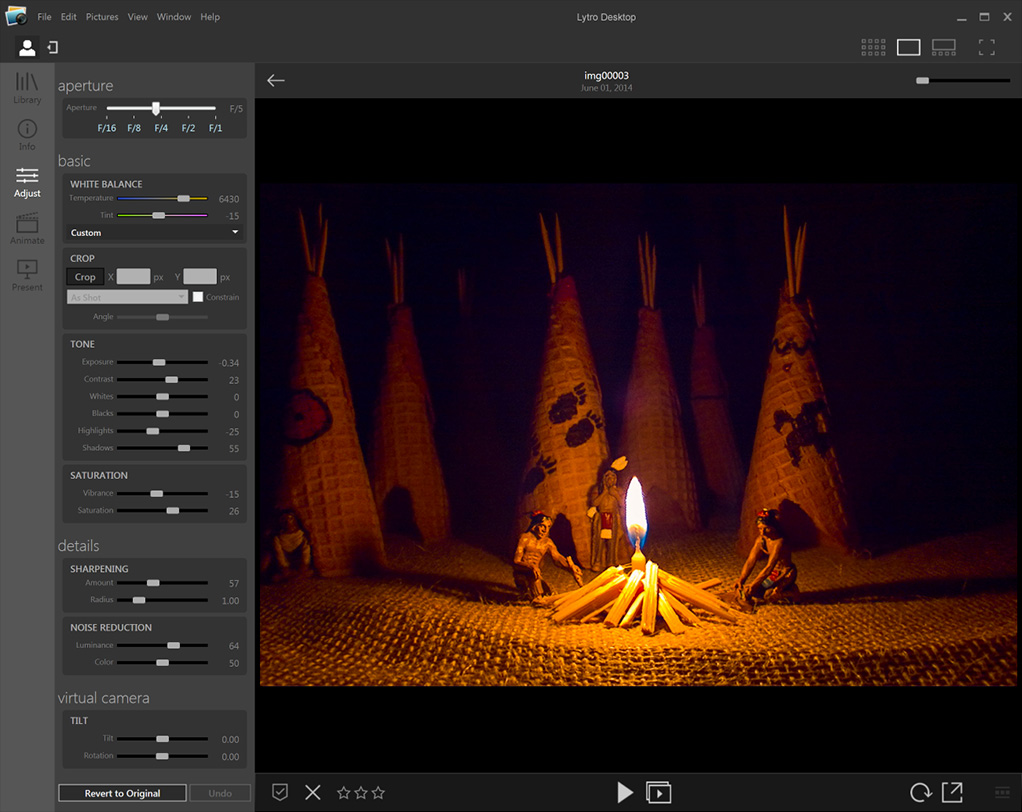 File Edit Pictures View Window Help
Lytro Desktop
Library
Info
Adjust
Animate
Present
aperture
Aperture F/5
F/16 F/8 F/4 F/2 F/1
basic
WHITE BALANCE
Temperature 6430
Tint -15
Custom
CROP
Crop X px Y px
As Shot Constrain
Angle
TONE
Exposure -0.34
Contrast 23
Whites 0
Blacks 0
Highlights -25
Shadows 55
SATURATION
Vibrance -15
Saturation 26
details
SHARPENING
Amount 57
Radius 1.00
NOISE REDUCTION
Luminance 64
Color 50
virtual camera
TILT
Tilt 0.00
Rotation 0.00
Revert to Original Undo
img00003
June 01, 2014